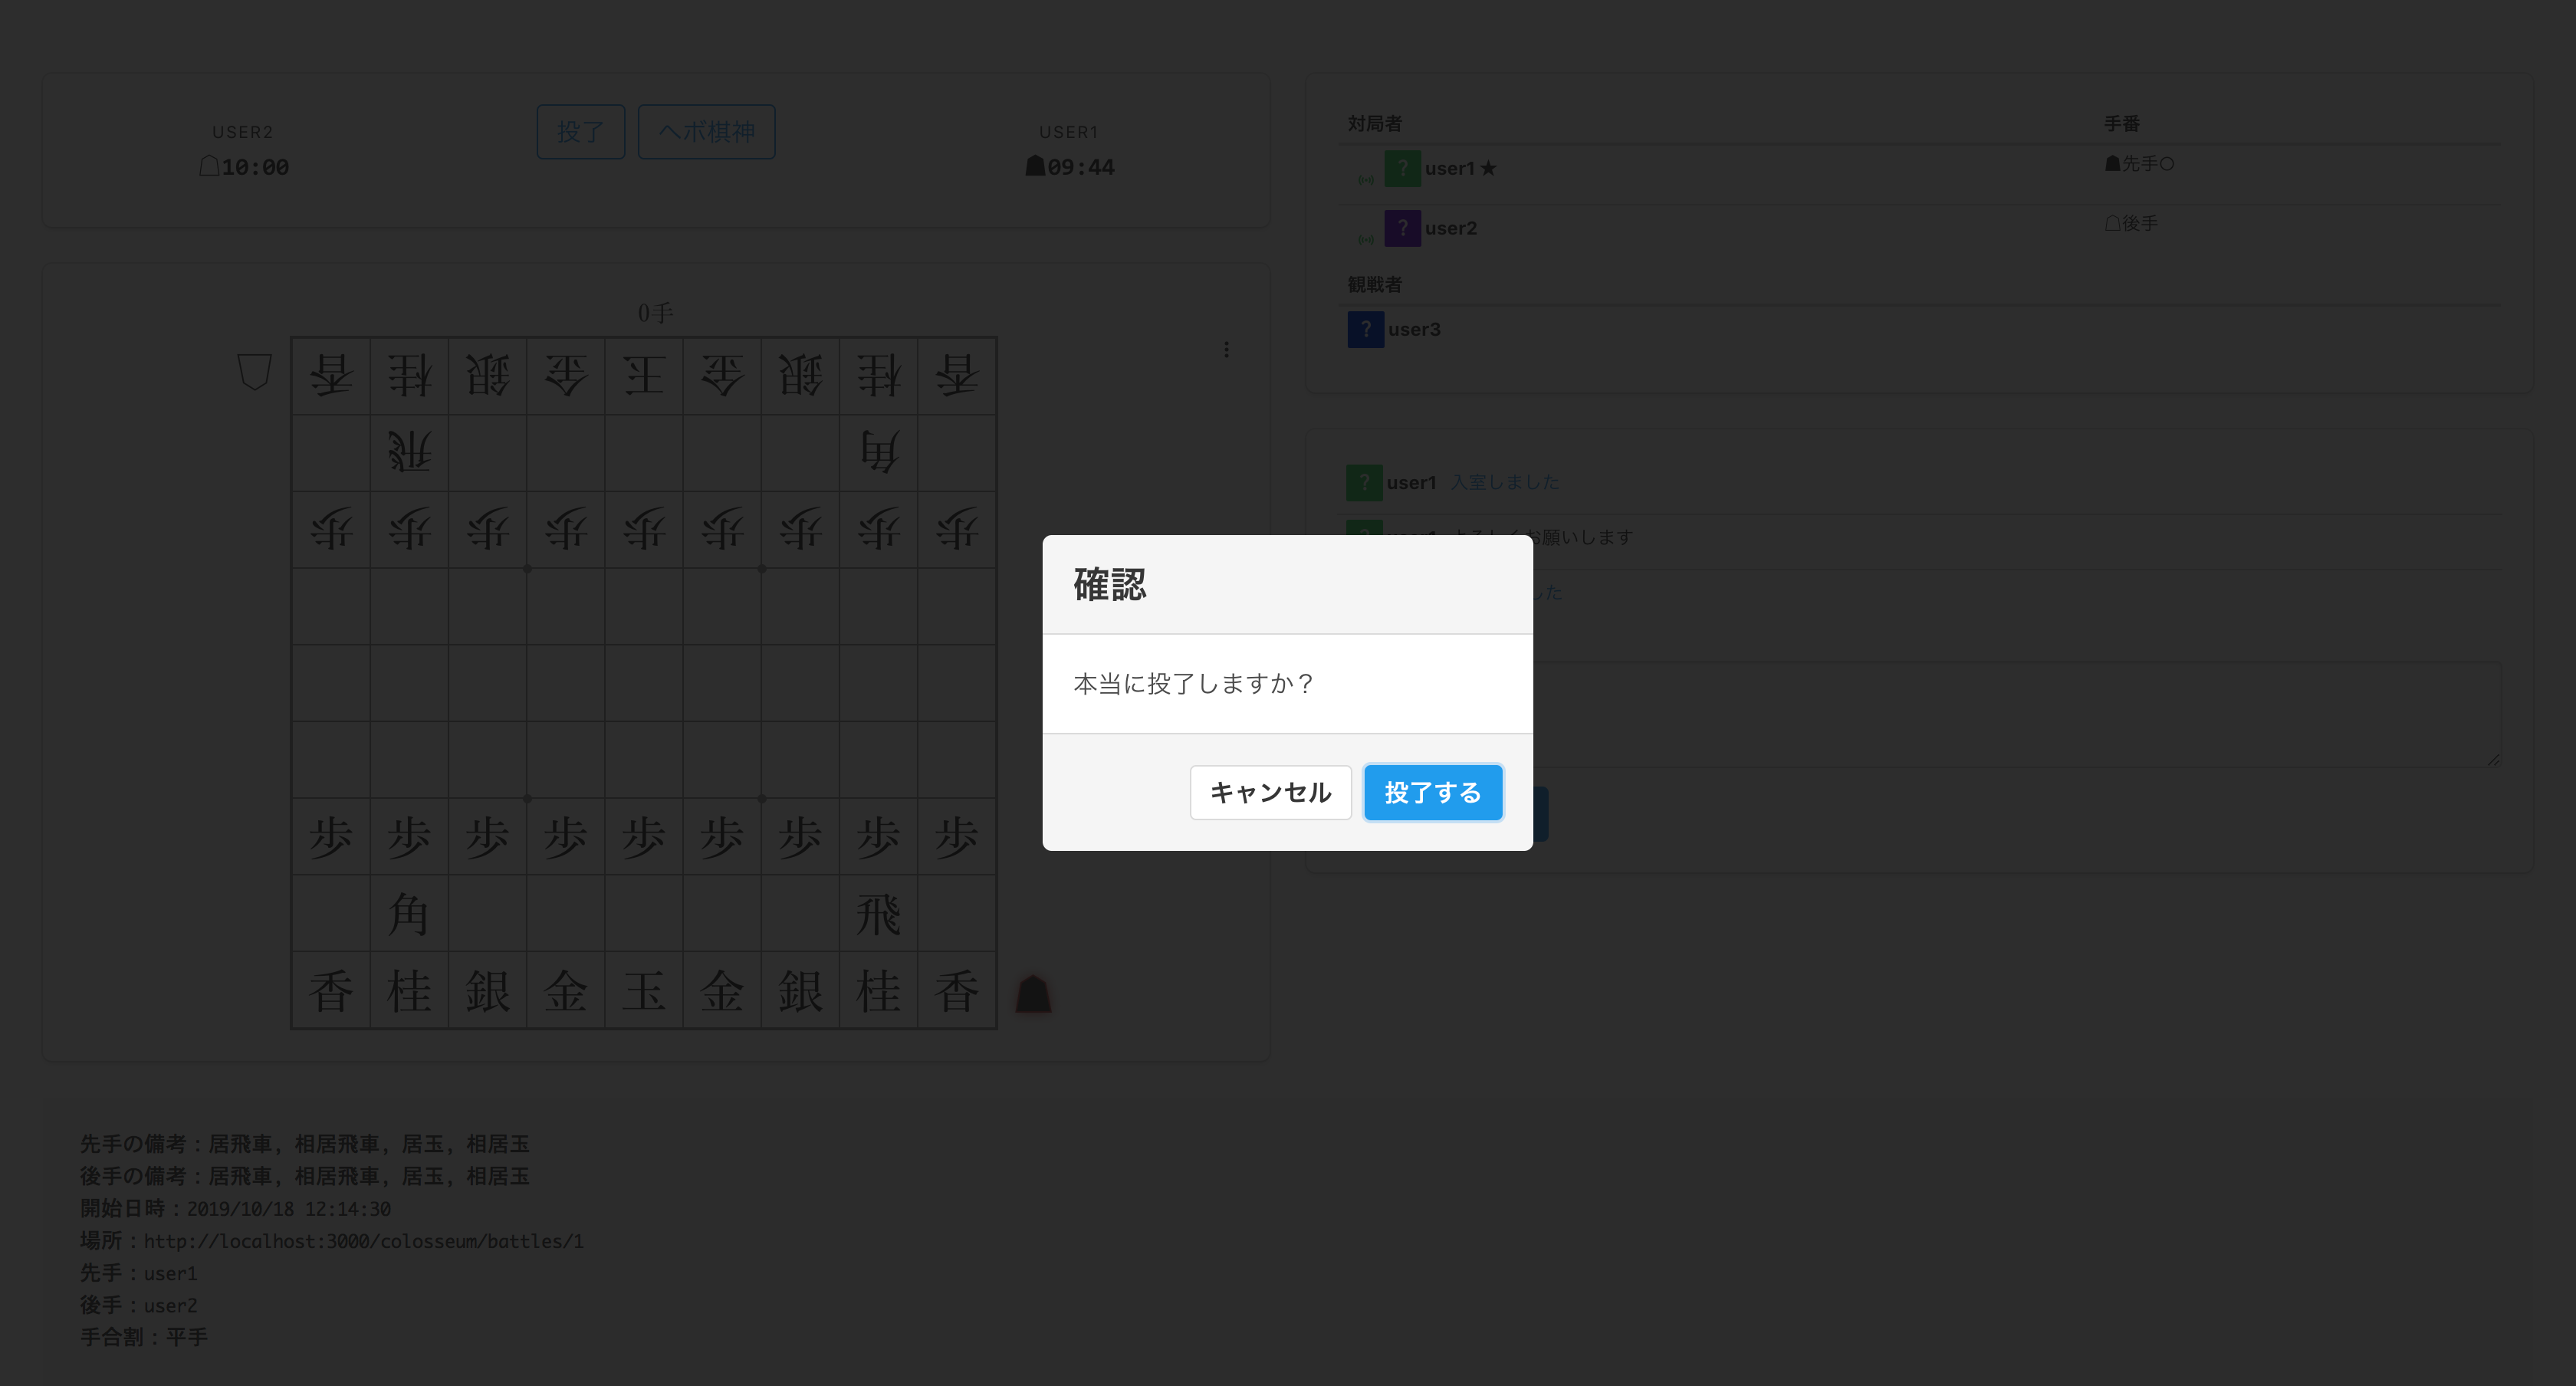 USER2
☖10:00
投了
ヘボ棋神
USER1
☗09:44
0手
香 桂 銀 金 玉 金 銀 桂 香
飛 角
歩 歩 歩 歩 歩 歩 歩 歩 歩
歩 歩 歩 歩 歩 歩 歩 歩 歩
角 飛
香 桂 銀 金 玉 金 銀 桂 香
対局者 手番
? user1★ ☗先手○
? user2 ☖後手
観戦者
? user3
? user1 入室しました
お願いします
した
確認
本当に投了しますか？
キャンセル
投了する
先手の備考：居飛車, 相居飛車, 居玉, 相居玉
後手の備考：居飛車, 相居飛車, 居玉, 相居玉
開始日時：2019/10/18 12:14:30
場所：http://localhost:3000/colosseum/battles/1
先手：user1
後手：user2
手合割：平手